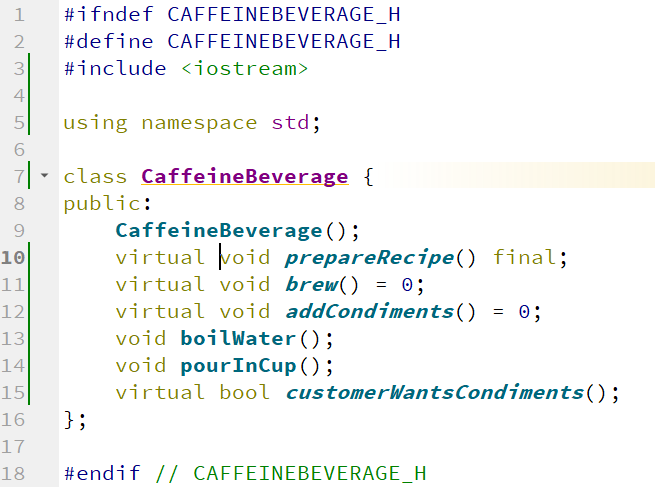 1 #ifndef CAFFEINEBEVERAGE_H
2 #define CAFFEINEBEVERAGE_H
3 #include <iostream>
4
5 using namespace std;
6
7 class CaffeineBeverage {
8 public:
9     CaffeineBeverage();
10     virtual void prepareRecipe() final;
11     virtual void brew() = 0;
12     virtual void addCondiments() = 0;
13     void boilWater();
14     void pourInCup();
15     virtual bool customerWantsCondiments();
16 };
17
18 #endif // CAFFEINEBEVERAGE_H